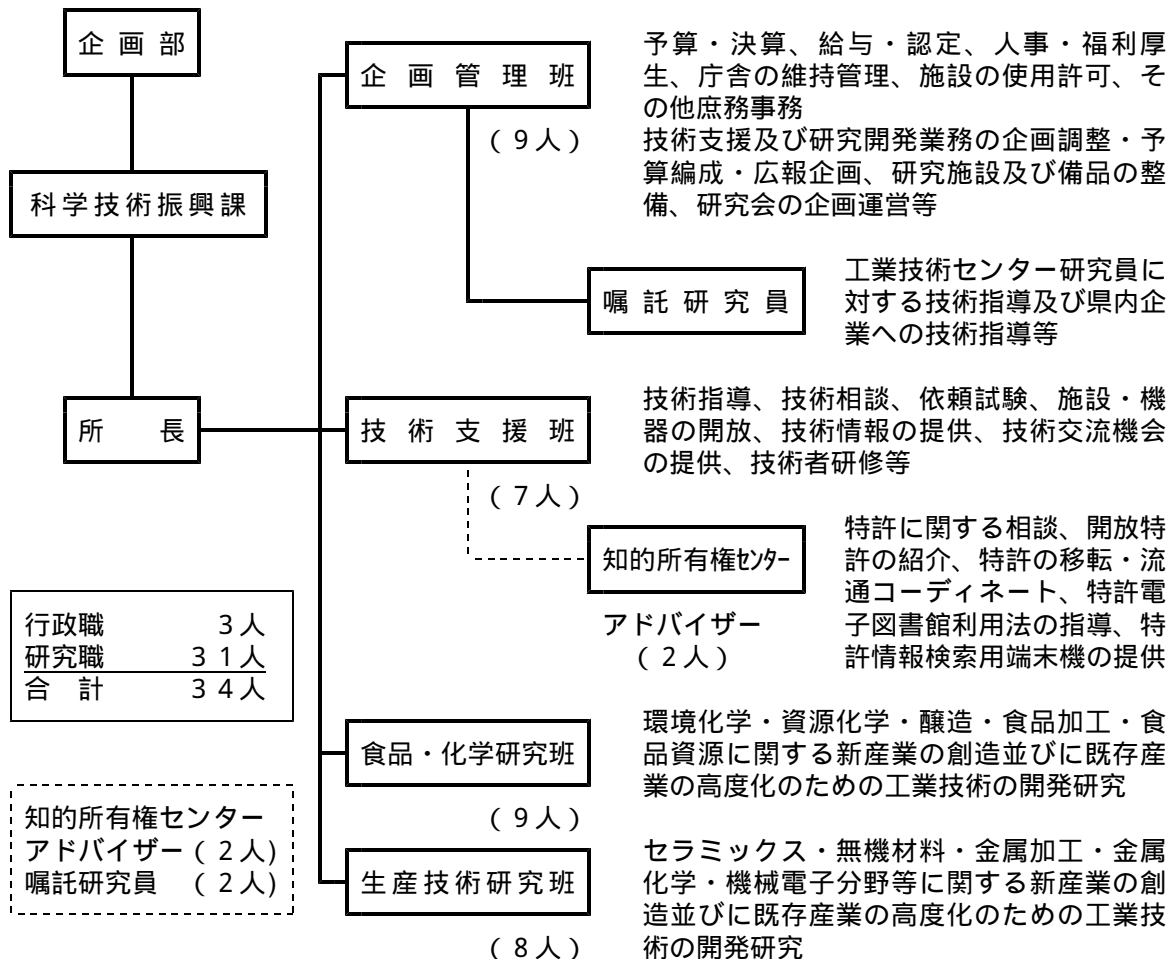 企画部
科学技術振興課
所　　長
企画管理班
(9人)
予算・決算、給与・認定、人事・福利厚
生、庁舎の維持管理、施設の使用許可、そ
の他庶務事務
技術支援及び研究開発業務の企画調整・予
算編成・広報企画、研究施設及び備品の整
備、研究会の企画運営等
嘱託研究員
工業技術センター研究員に
対する技術指導及び県内企
業への技術指導等
技術支援班
(7人)
技術指導、技術相談、依頼試験、施設・機
器の開放、技術情報の提供、技術交流機会
の提供、技術者研修等
知的所有権ｾﾝﾀｰ
アドバイザー
(2人)
特許に関する相談、開放特
許の紹介、特許の移転・流
通コーディネート、特許電
子図書館利用法の指導、特
許情報検索用端末機の提供
行政職　　3人
研究職　31人
合　計　34人
食品・化学研究班
(9人)
環境化学・資源化学・醸造・食品加工・食
品資源に関する新産業の創造並びに既存産
業の高度化のための工業技術の開発研究
知的所有権センター
アドバイザー(2人)
嘱託研究員　(2人)
生産技術研究班
(8人)
セラミックス・無機材料・金属加工・金属
化学・機械電子分野等に関する新産業の創
造並びに既存産業の高度化のための工業技
術の開発研究